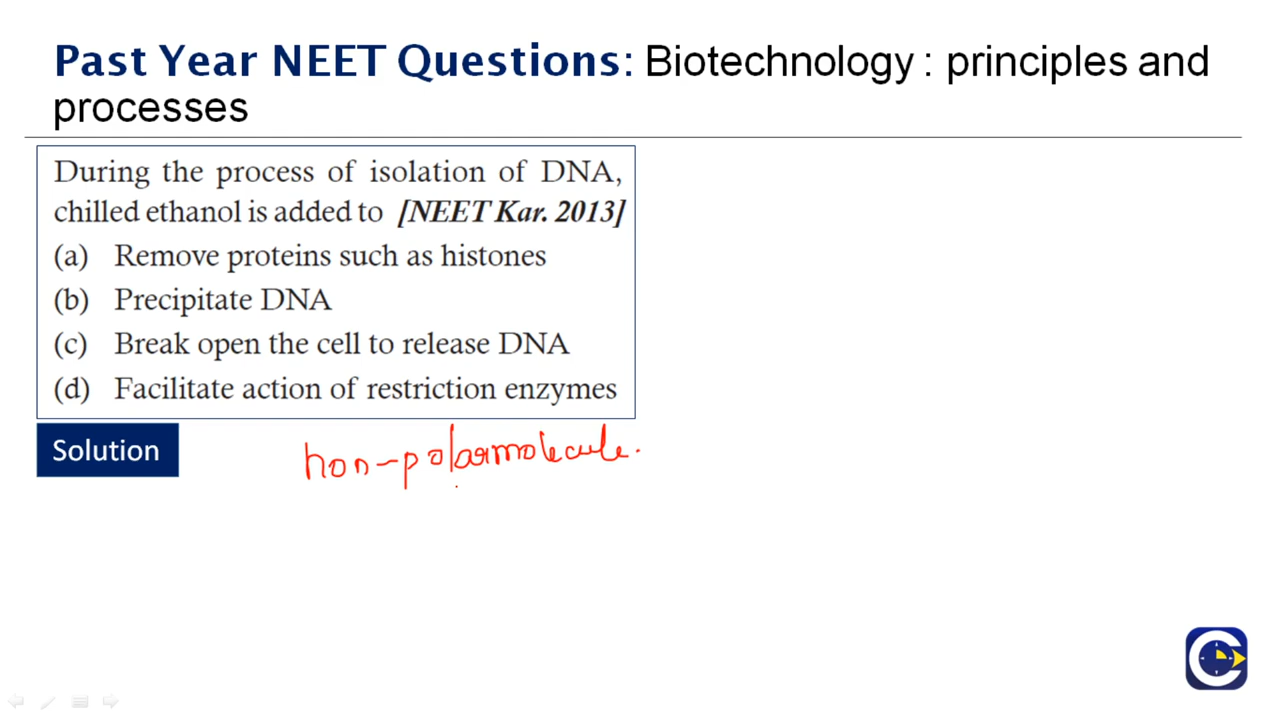 Past Year NEET Questions: Biotechnology : principles and
processes
During the process of isolation of DNA,
chilled ethanol is added to [NEET Kar. 2013]
(a) Remove proteins such as histones
(b) Precipitate DNA
(c) Break open the cell to release DNA
(d) Facilitate action of restriction enzymes
Solution
non-polarmolecule.